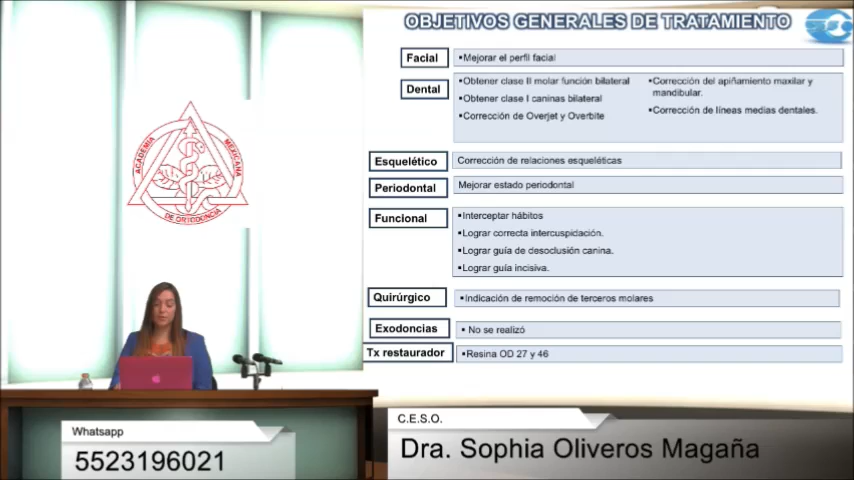 OBJETIVOS GENERALES DE TRATAMIENTO
Facial
▪Mejorar el perfil facial
Dental
▪Obtener clase II molar función bilateral
▪Obtener clase I caninas bilateral
▪Corrección de Overjet y Overbite
▪Corrección del apiñamiento maxilar y
mandibular.
▪Corrección de líneas medias dentales.
Esquelético
Corrección de relaciones esqueléticas
Periodontal
Mejorar estado periodontal
Funcional
▪Interceptar hábitos
▪Lograr correcta intercuspidación.
▪Lograr guía de desoclusión canina.
▪Lograr guía incisiva.
Quirúrgico
▪Indicación de remoción de terceros molares
Exodoncias
▪ No se realizó
Tx restaurador
▪Resina OD 27 y 46
ACADEMIA MEXICANA
DE ORTODONCIA
Whatsapp
5523196021
C.E.S.O.
Dra. Sophia Oliveros Magaña